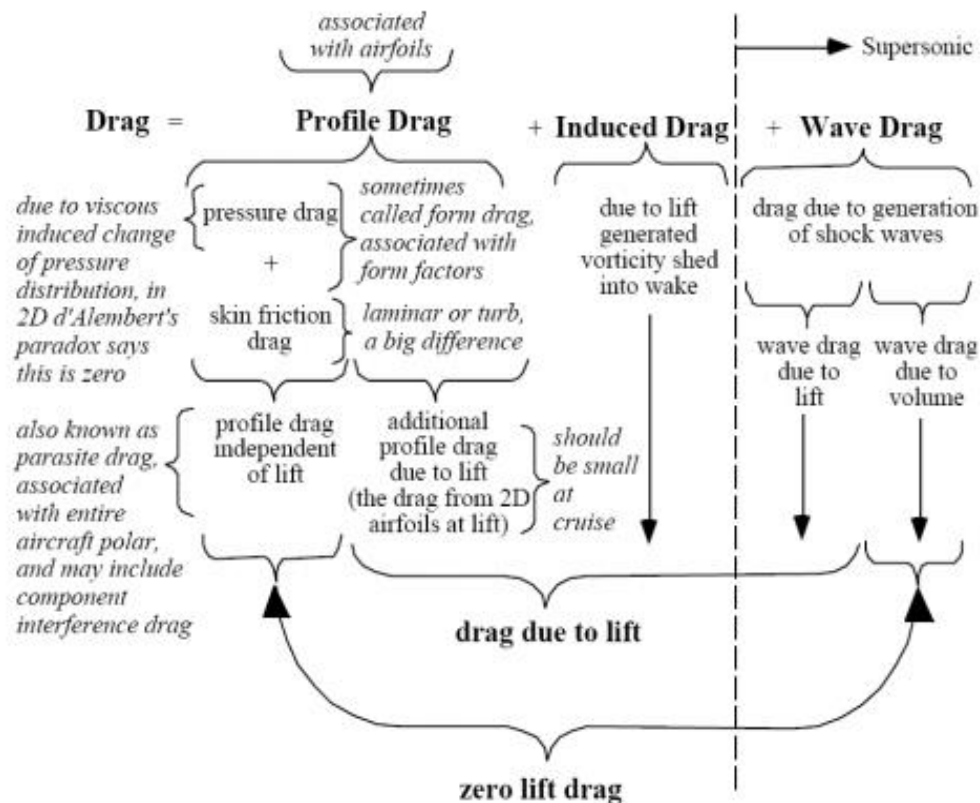 associated
with airfoils
Supersonic
Drag = Profile Drag + Induced Drag + Wave Drag
due to viscous
induced change
of pressure
distribution, in
2D d'Alembert's
paradox says
this is zero
pressure drag
+
skin friction
drag
sometimes
called form drag,
associated with
form factors
laminar or turb,
a big difference
due to lift
generated
vorticity shed
into wake
drag due to generation
of shock waves
wave drag
due to
lift
wave drag
due to
volume
also known as
parasite drag,
associated
with entire
aircraft polar,
and may include
component
interference drag
profile drag
independent
of lift
additional
profile drag
due to lift
(the drag from 2D
airfoils at lift)
should
be small
at
cruise
drag due to lift
zero lift drag